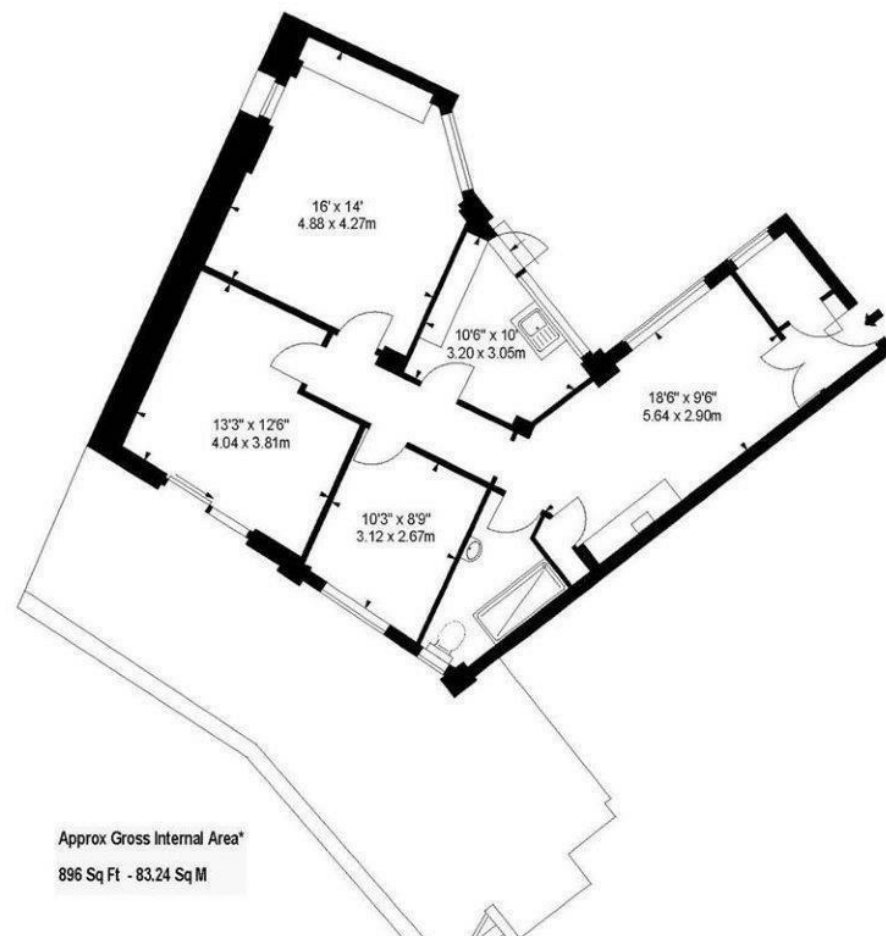 16' x 14'
4.88 x 4.27m
10'6" x 10'
3.20 x 3.05m
18'6" x 9'6"
5.64 x 2.90m
13'3" x 12'6"
4.04 x 3.81m
10'3" x 8'9"
3.12 x 2.67m
Approx Gross Internal Area*
896 Sq Ft - 83.24 Sq M